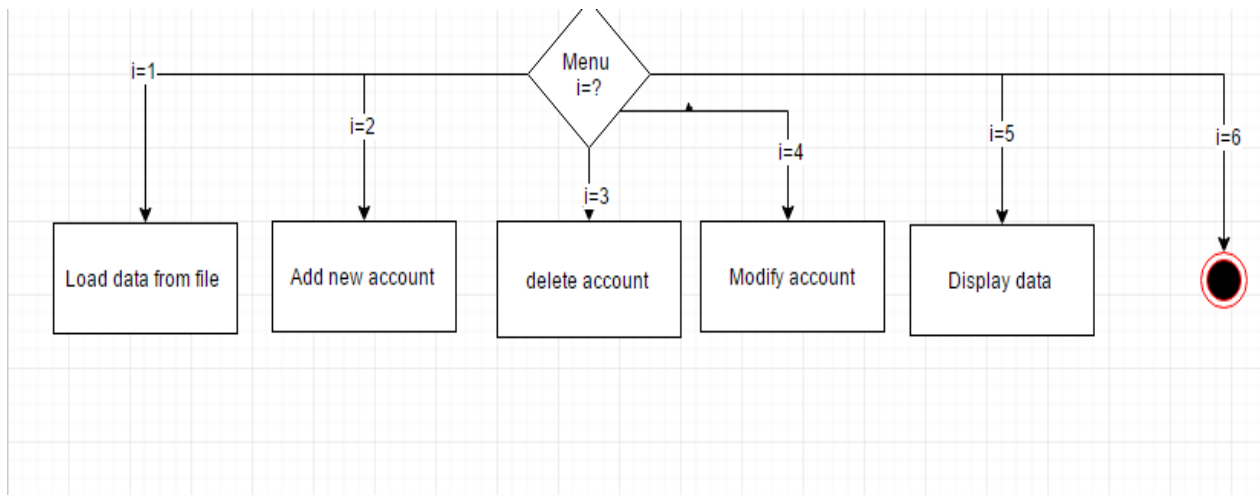 Menu
i=?
i=1
i=2
i=3
i=4
i=5
i=6
Load data from file
Add new account
delete account
Modify account
Display data